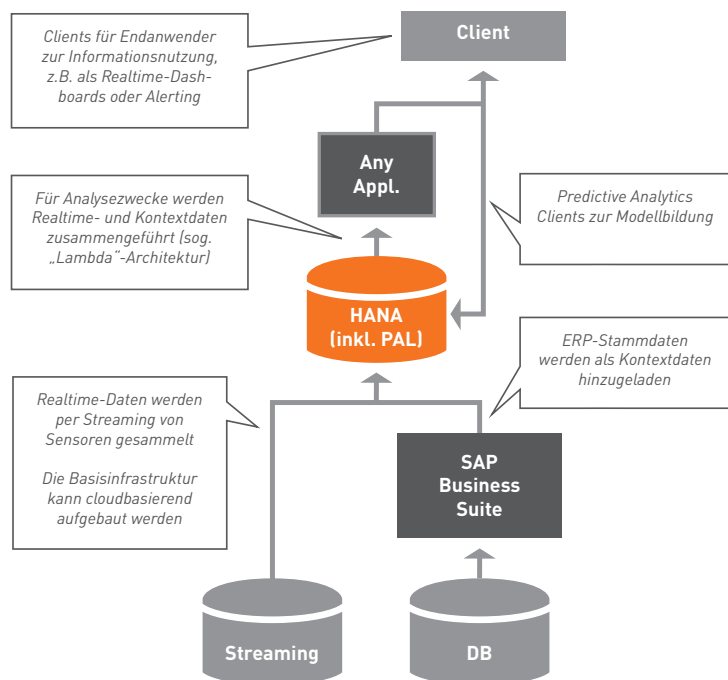 Clients für Endanwender
zur Informationsnutzung,
z.B. als Realtime-Dash-
boards oder Alerting
Client
Any
Appl.
Für Analysezwecke werden
Realtime- und Kontextdaten
zusammengeführt (sog.
„Lambda“-Architektur)
Predictive Analytics
Clients zur Modellbildung
HANA
(inkl. PAL)
ERP-Stammdaten
werden als Kontextdaten
hinzugeladen
Realtime-Daten werden
per Streaming von
Sensoren gesammelt
Die Basisinfrastruktur
kann cloudbasierend
aufgebaut werden
SAP
Business
Suite
Streaming
DB